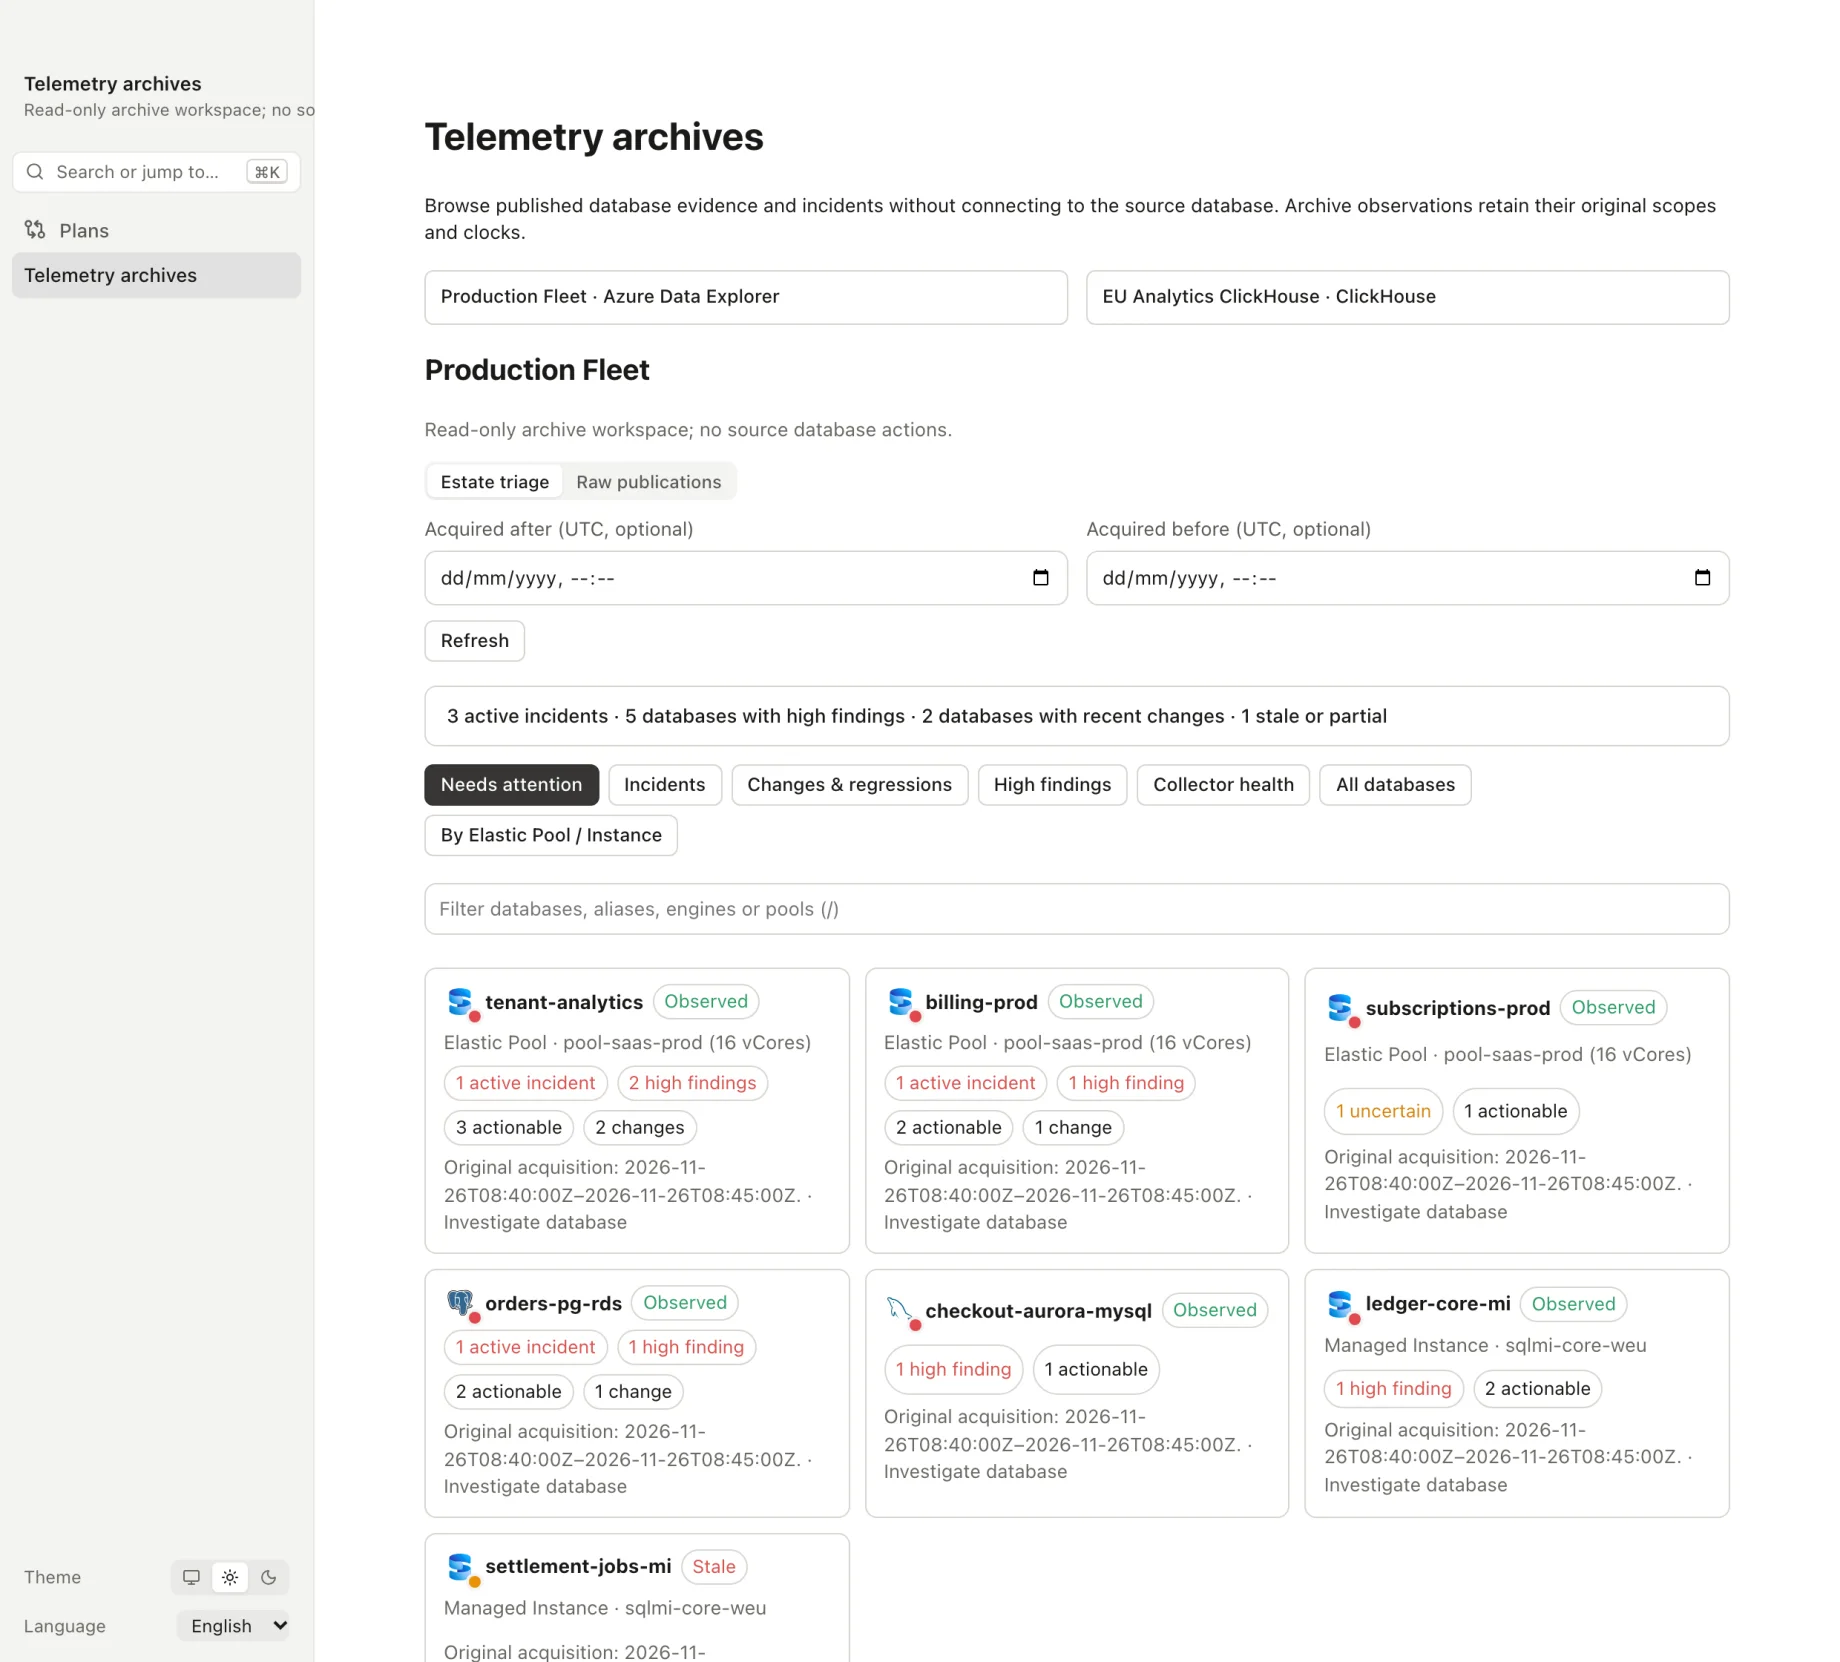 Telemetry archives
Read-only archive workspace; no so
Search or jump to... ⌘K
Plans
Telemetry archives
Theme
Language English
Telemetry archives
Browse published database evidence and incidents without connecting to the source database. Archive observations retain their original scopes
and clocks.
Production Fleet · Azure Data Explorer
EU Analytics ClickHouse · ClickHouse
Production Fleet
Read-only archive workspace; no source database actions.
Estate triage Raw publications
Acquired after (UTC, optional)
dd/mm/yyyy, --:--
Acquired before (UTC, optional)
dd/mm/yyyy, --:--
Refresh
3 active incidents · 5 databases with high findings · 2 databases with recent changes · 1 stale or partial
Needs attention Incidents Changes & regressions High findings Collector health All databases
By Elastic Pool / Instance
Filter databases, aliases, engines or pools (/)
tenant-analytics Observed
Elastic Pool · pool-saas-prod (16 vCores)
1 active incident 2 high findings
3 actionable 2 changes
Original acquisition: 2026-11-
26T08:40:00Z–2026-11-26T08:45:00Z. ·
Investigate database
billing-prod Observed
Elastic Pool · pool-saas-prod (16 vCores)
1 active incident 1 high finding
2 actionable 1 change
Original acquisition: 2026-11-
26T08:40:00Z–2026-11-26T08:45:00Z. ·
Investigate database
subscriptions-prod Observed
Elastic Pool · pool-saas-prod (16 vCores)
1 uncertain 1 actionable
Original acquisition: 2026-11-
26T08:40:00Z–2026-11-26T08:45:00Z. ·
Investigate database
orders-pg-rds Observed
1 active incident 1 high finding
2 actionable 1 change
Original acquisition: 2026-11-
26T08:40:00Z–2026-11-26T08:45:00Z. ·
Investigate database
checkout-aurora-mysql Observed
1 high finding 1 actionable
Original acquisition: 2026-11-
26T08:40:00Z–2026-11-26T08:45:00Z. ·
Investigate database
ledger-core-mi Observed
Managed Instance · sqlmi-core-weu
1 high finding 2 actionable
Original acquisition: 2026-11-
26T08:40:00Z–2026-11-26T08:45:00Z. ·
Investigate database
settlement-jobs-mi Stale
Managed Instance · sqlmi-core-weu
Original acquisition: 2026-11-